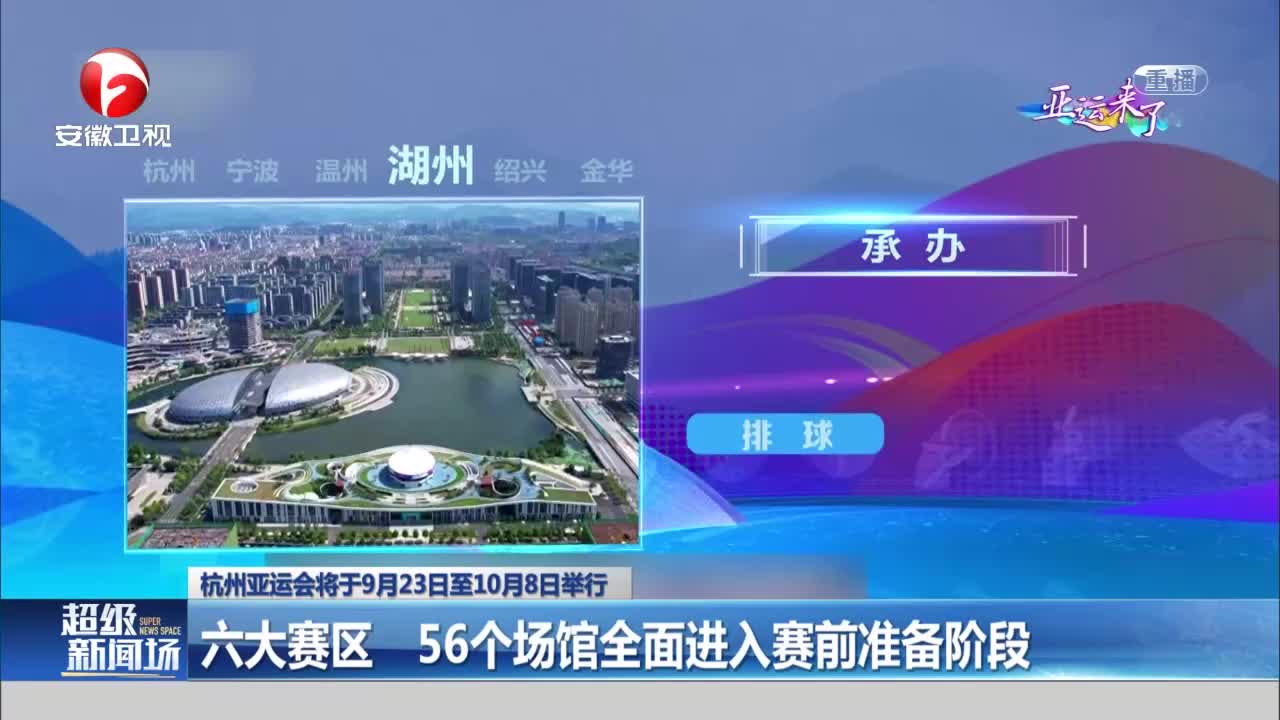 安徽卫视
亚运来了
重播
杭州 宁波 温州 湖州 绍兴 金华
承办
排球
杭州亚运会将于9月23日至10月8日举行
超级新闻场
SUPER
NEWS SPACE
六大赛区 56个场馆全面进入赛前准备阶段